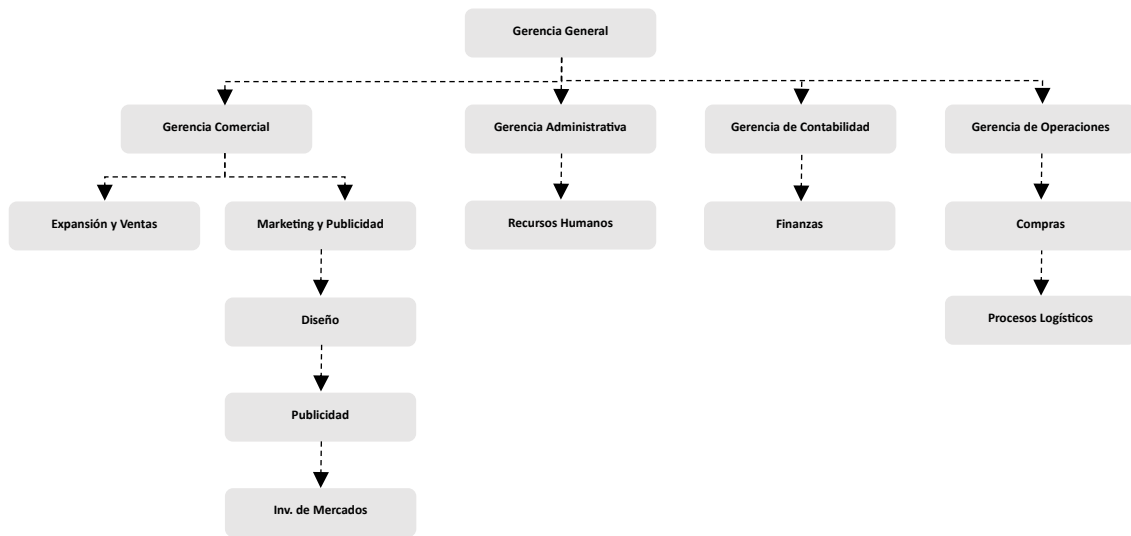 Gerencia General
Gerencia Comercial
Gerencia Administrativa
Gerencia de Contabilidad
Gerencia de Operaciones
Expansión y Ventas
Marketing y Publicidad
Recursos Humanos
Finanzas
Compras
Diseño
Procesos Logísticos
Publicidad
Inv. de Mercados